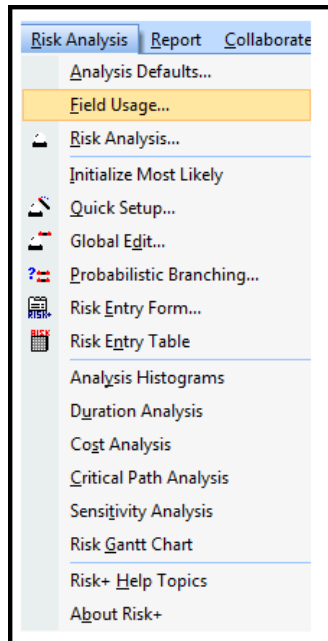 Risk Analysis Report Collaborate
Analysis Defaults...
Field Usage...
Risk Analysis...
Initialize Most Likely
Quick Setup...
Global Edit...
Probabilistic Branching...
RISK+ Risk Entry Form...
RISK Risk Entry Table
Analysis Histograms
Duration Analysis
Cost Analysis
Critical Path Analysis
Sensitivity Analysis
Risk Gantt Chart
Risk+ Help Topics
About Risk+